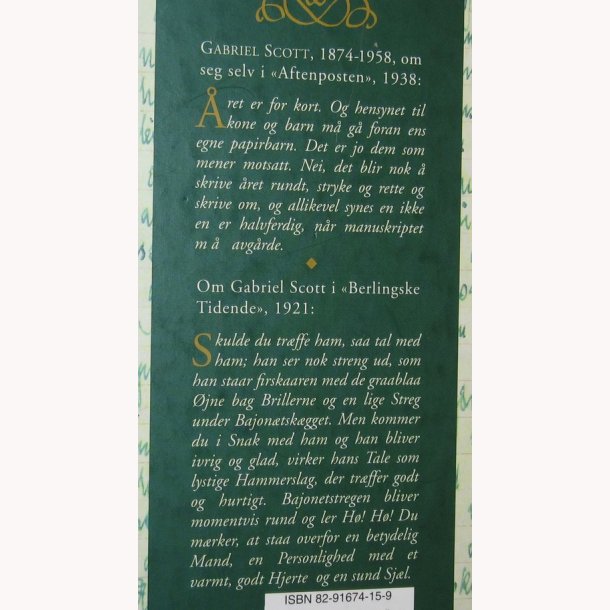 GABRIEL SCOTT, 1874-1958, om
seg selv i «Aftenposten», 1938:
Året er for kort. Og hensynet til
kone og barn må gå foran ens
egne papirbarn. Det er jo dem som
mener motsatt. Nei, det blir nok å
skrive året rundt, stryke og rette og
skrive om, og allikevel synes en ikke
en er halvferdig, når manuskriptet
må avgårde.
Om Gabriel Scott i «Berlingske
Tidende», 1921:
Skulde du træffe ham, saa tal med
ham; han ser nok streng ud, som
han staar firskaaren med de graablaa
Øjne bag Brillerne og en lige Streg
under Bajonætskægget. Men kommer
du i Snak med ham og han bliver
ivrig og glad, virker hans Tale som
lystige Hammerslag, der træffer godt
og hurtigt. Bajonetstregen bliver
momentvis rund og ler Hø! Hø! Du
mærker, at staa overfor en betydelig
Mand, en Personlighed med et
varmt, godt Hjerte og en sund Sjæl.
ISBN 82-91674-15-9